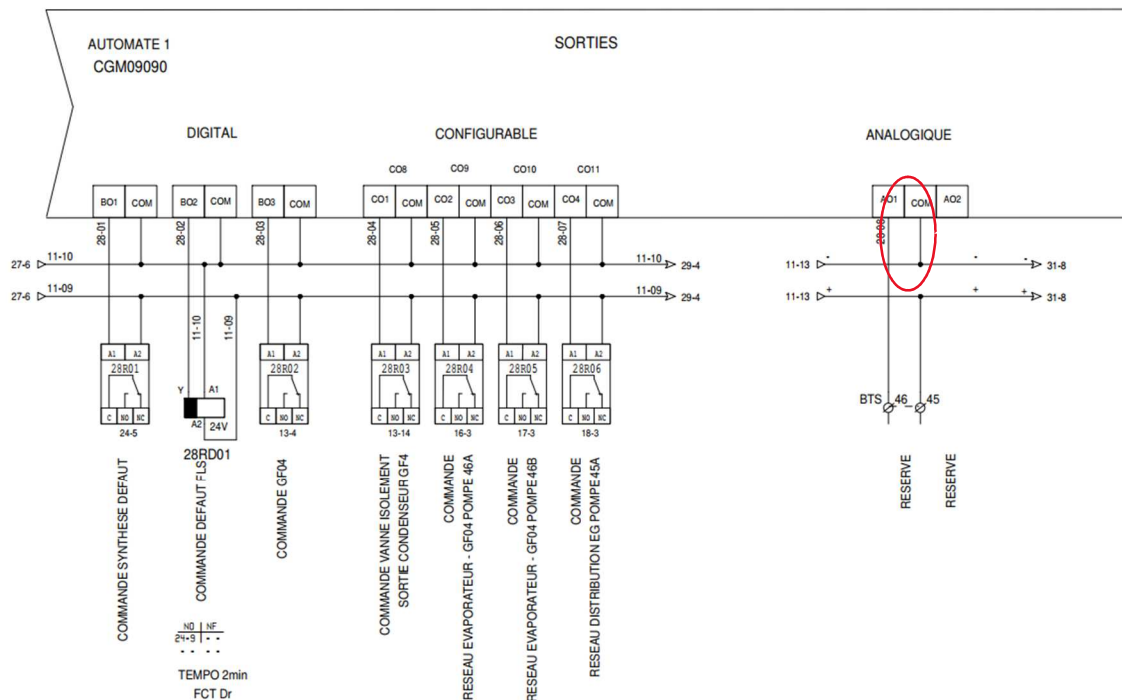 AUTOMATE 1
CGM09090
SORTIES
DIGITAL
CONFIGURABLE
ANALOGIQUE
CO8
CO9
CO10
CO11
BO1 COM
BO2 COM
BO3 COM
CO1 COM
CO2 COM
CO3 COM
CO4 COM
AO1 COM AO2
28-01
28-02
28-03
28-04
28-05
28-06
28-07
27-6 11-10
11-10 29-4
11-13 - - - 31-8
27-6 11-09
11-09 29-4
11-13 + + + 31-8
11-10
11-09
A1 A2
28R01
C NO NC
24-5
Y A1
A2 24V
28RD01
A1 A2
28R02
C NO NC
13-4
A1 A2
28R03
C NO NC
13-14
A1 A2
28R04
C NO NC
16-3
A1 A2
28R05
C NO NC
17-3
A1 A2
28R06
C NO NC
18-3
BTS 46 45
COMMANDE SYNTHESE DEFAUT
COMMANDE DEFAUT FLS
COMMANDE GF04
COMMANDE VANNE ISOLEMENT
SORTIE CONDENSEUR GF4
COMMANDE
RESEAU EVAPORATEUR - GF04 POMPE 46A
COMMANDE
RESEAU EVAPORATEUR - GF04 POMPE 46B
COMMANDE
RESEAU DISTRIBUTION EG POMPE 45A
RESERVE
RESERVE
NO NF
24-9 - -
- - - -
TEMPO 2min
FCT Dr